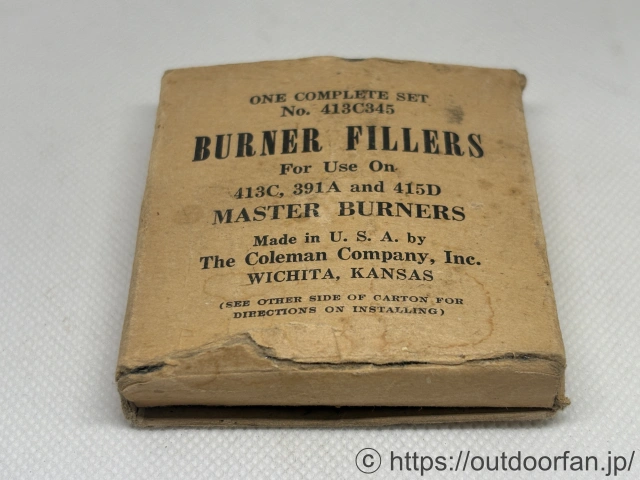 ONE COMPLETE SET
No. 413C345
BURNER FILLERS
For Use On
413C, 391A and 415D
MASTER BURNERS
Made in U. S. A. by
The Coleman Company, Inc.
WICHITA, KANSAS
(SEE OTHER SIDE OF CARTON FOR
DIRECTIONS ON INSTALLING)
© https://outdoorfan.jp/